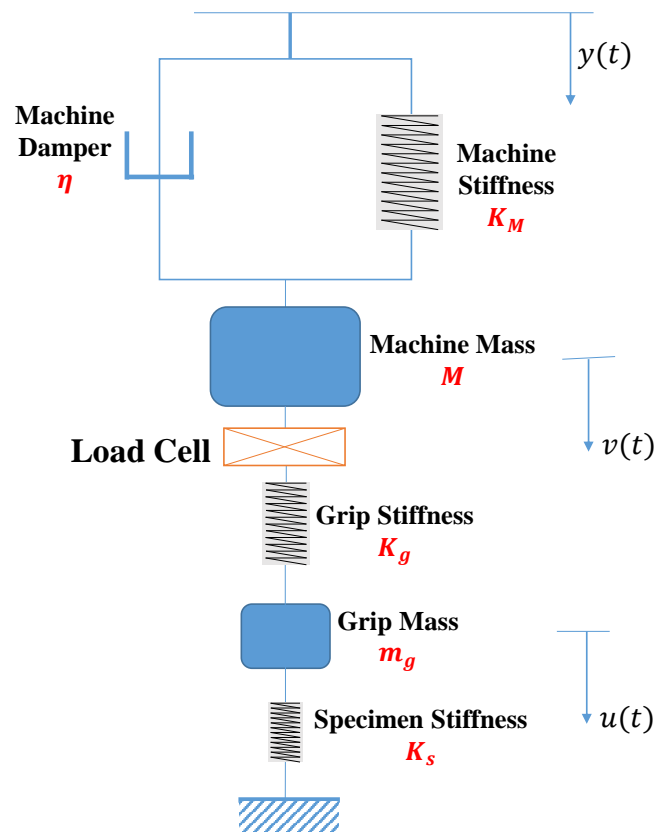 y(t)
Machine
Damper
η
Machine
Stiffness
K_M
Machine Mass
M
Load Cell
v(t)
Grip Stiffness
K_g
Grip Mass
m_g
u(t)
Specimen Stiffness
K_s